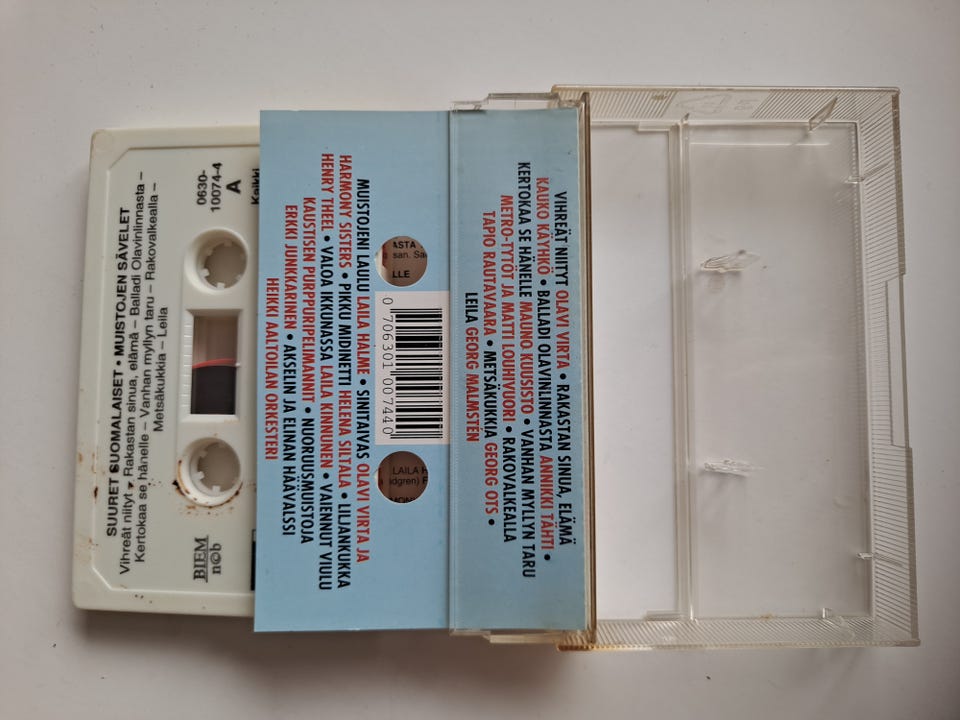 SUURET SUOMALAISET • MUISTOJEN SÄVELET
Vihreät niityt – Rakastan sinua, elämä – Balladi Olavinlinnasta –
Kertokaa se hänelle – Vanhan myllyn taru – Rakovalkealla –
Metsäkukkia – Leila
0630-
10074-4
A
BIEM
n©b
MUISTOJENI LAULU LAILA HALME • SINITAIVAS OLAVI VIRTA JA
HARMONY SISTERS • PIKKU MIDINETTI HELENA SILTALA • LILJANKUKKA
HENRY THEEL • VALOA IKKUNASSA LAILA KINNUNEN • VAIENNUT VIULU
KAUSTISEN PURPPURIPELIMANNIT • NUORUUSMUISTOJA
ERKKI JUNKKARINEN • AKSELIN JA ELINAN HÄÄVALSSI
HEIKKI AALTOILAN ORKESTERI
0 706301 007440
VIHREÄT NIITYT OLAVI VIRTA • RAKASTAN SINUA, ELÄMÄ
KAUKO KÄYHKÖ • BALLADI OLAVINLINNASTA ANNIKKI TÄHTI •
KERTOKAA SE HÄNELLE MAUNO KUUSISTO • VANHAN MYLLYN TARU
METRO-TYTÖT JA MATTI LOUHIVUORI • RAKOVALKEALLA
TAPIO RAUTAVAARA • METSÄKUKKIA GEORG OTS •
LEILA GEORG MALMSTÉN